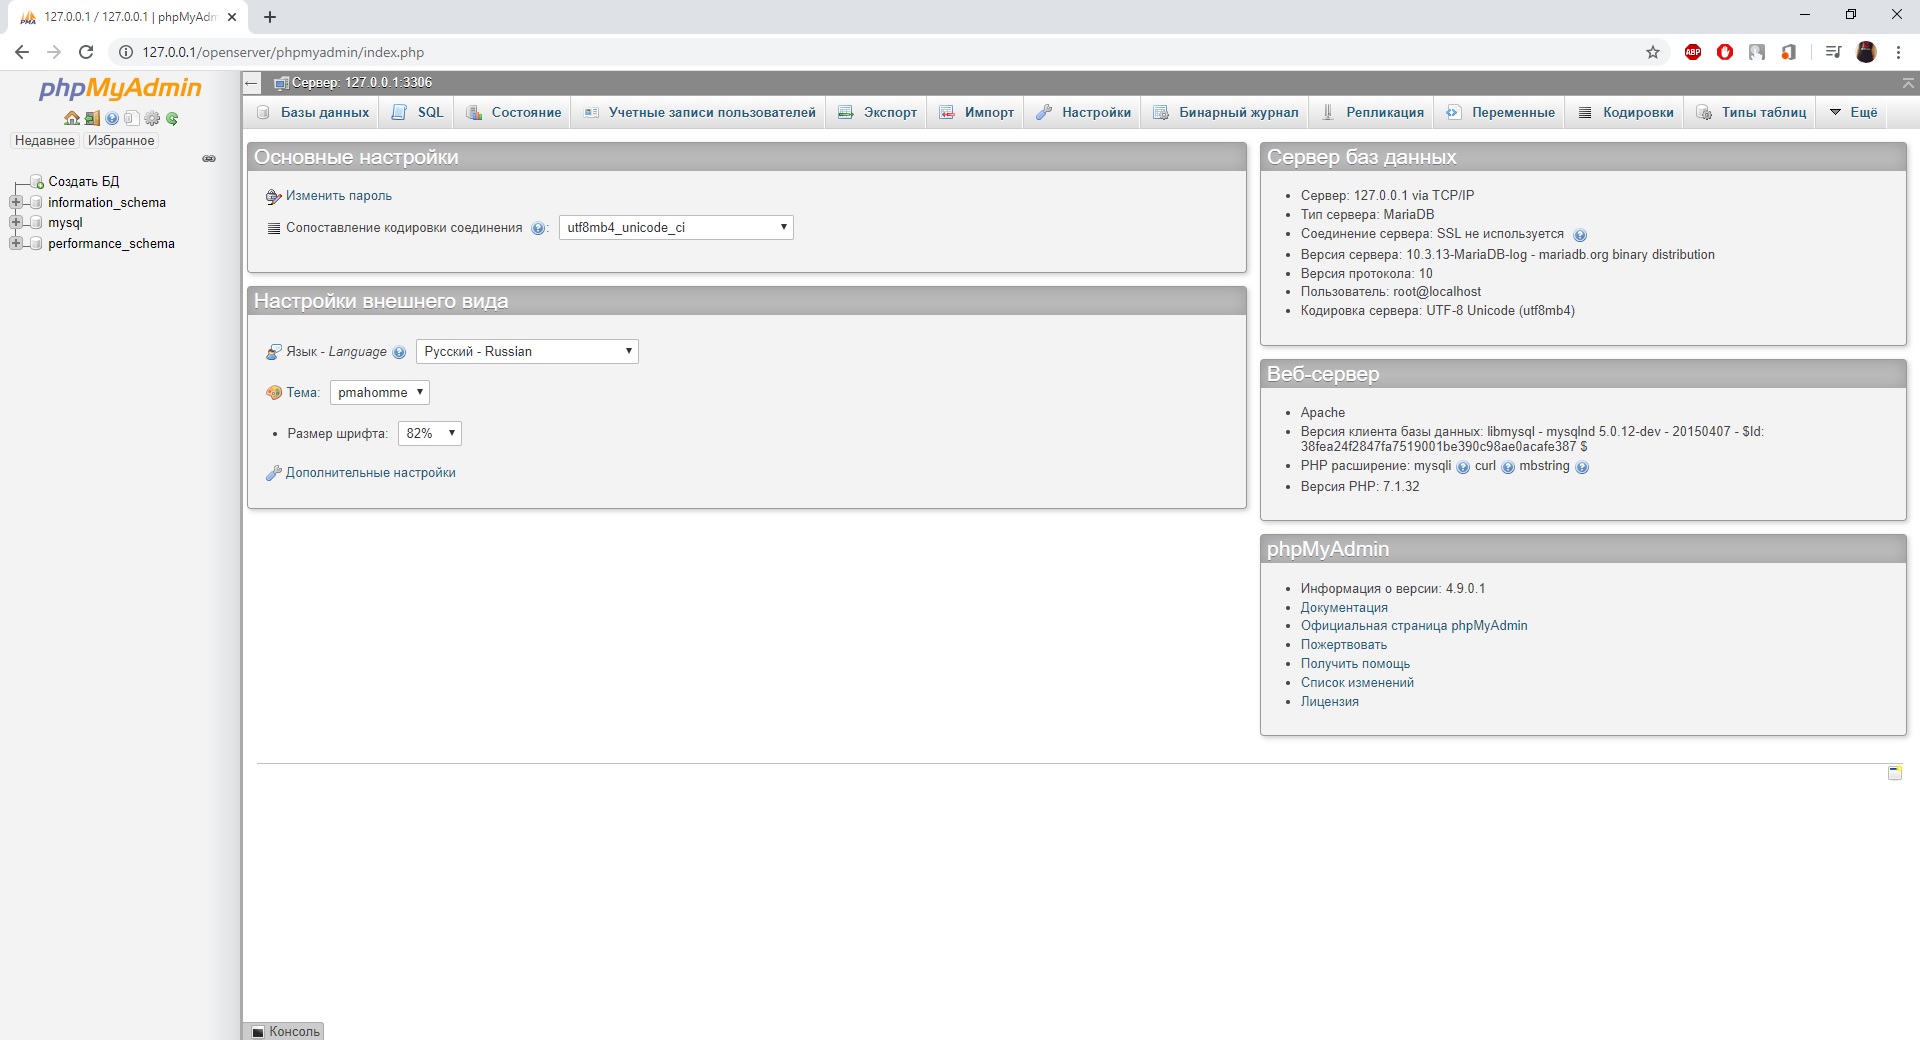 127.0.0.1 / 127.0.0.1 | phpMyAdm
127.0.0.1/openserver/phpmyadmin/index.php
ABP
phpMyAdmin
Недавнее Избранное
Создать БД
information_schema
mysql
performance_schema
Сервер: 127.0.0.1:3306
Базы данных SQL Состояние Учетные записи пользователей Экспорт Импорт Настройки Бинарный журнал Репликация Переменные Кодировки Типы таблиц Ещё
Основные настройки
Изменить пароль
Сопоставление кодировки соединения : utf8mb4_unicode_ci
Настройки внешнего вида
Язык - Language Русский - Russian
Тема: pmahomme
Размер шрифта: 82%
Дополнительные настройки
Сервер баз данных
Сервер: 127.0.0.1 via TCP/IP
Тип сервера: MariaDB
Соединение сервера: SSL не используется
Версия сервера: 10.3.13-MariaDB-log - mariadb.org binary distribution
Версия протокола: 10
Пользователь: root@localhost
Кодировка сервера: UTF-8 Unicode (utf8mb4)
Веб-сервер
Apache
Версия клиента базы данных: libmysql - mysqlnd 5.0.12-dev - 20150407 - $Id:
38fea24f2847fa7519001be390c98ae0acafe387 $
PHP расширение: mysqli curl mbstring
Версия PHP: 7.1.32
phpMyAdmin
Информация о версии: 4.9.0.1
Документация
Официальная страница phpMyAdmin
Пожертвовать
Получить помощь
Список изменений
Лицензия
Консоль